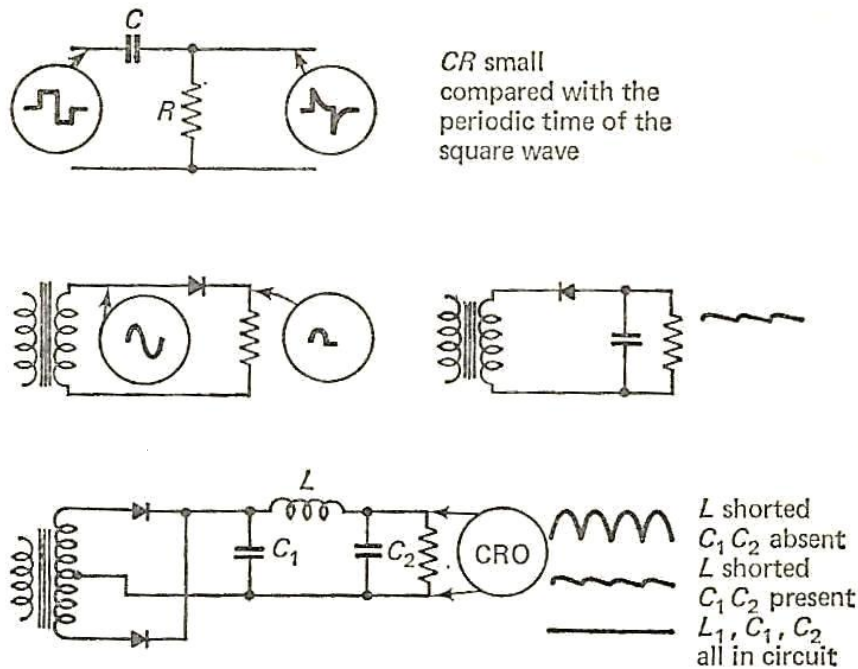 C
R
CR small
compared with the
periodic time of the
square wave
L
C₁
C₂
CRO
L shorted
C₁ C₂ absent
L shorted
C₁ C₂ present
L₁, C₁, C₂
all in circuit